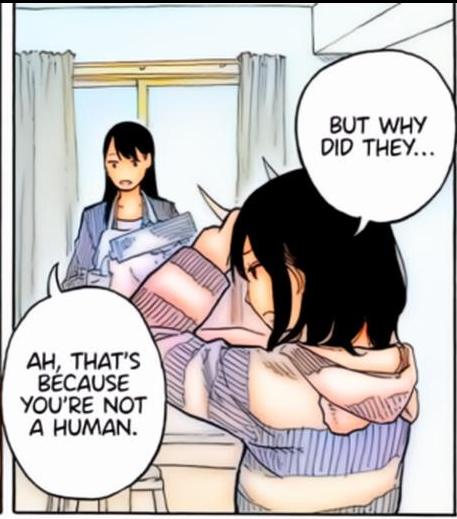 BUT WHY
DID THEY...
AH, THAT'S
BECAUSE
YOU'RE NOT
A HUMAN.